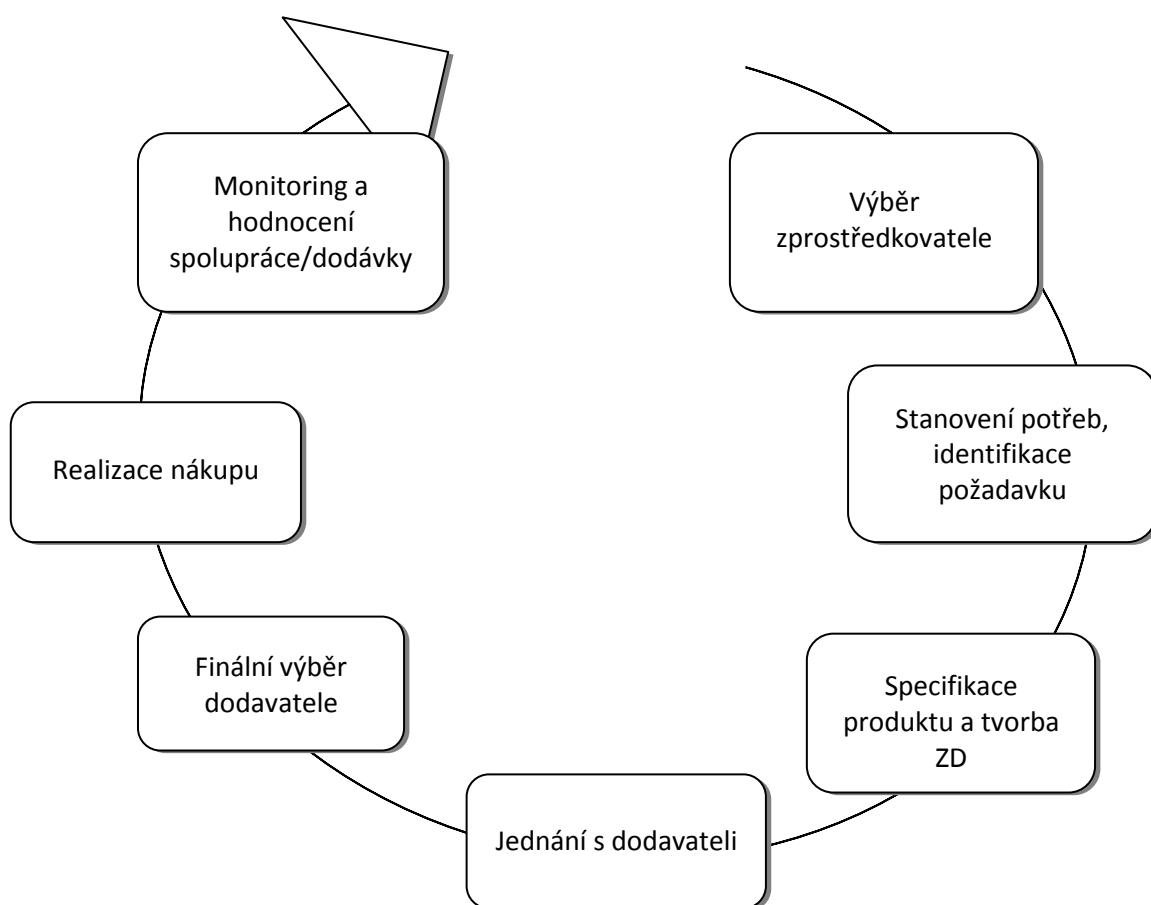 Monitoring a
hodnocení
spolupráce/dodávky
Výběr
zprostředkovatele
Stanovení potřeb,
identifikace
požadavku
Realizace nákupu
Finální výběr
dodavatele
Specifikace
produktu a tvorba
ZD
Jednání s dodavateli